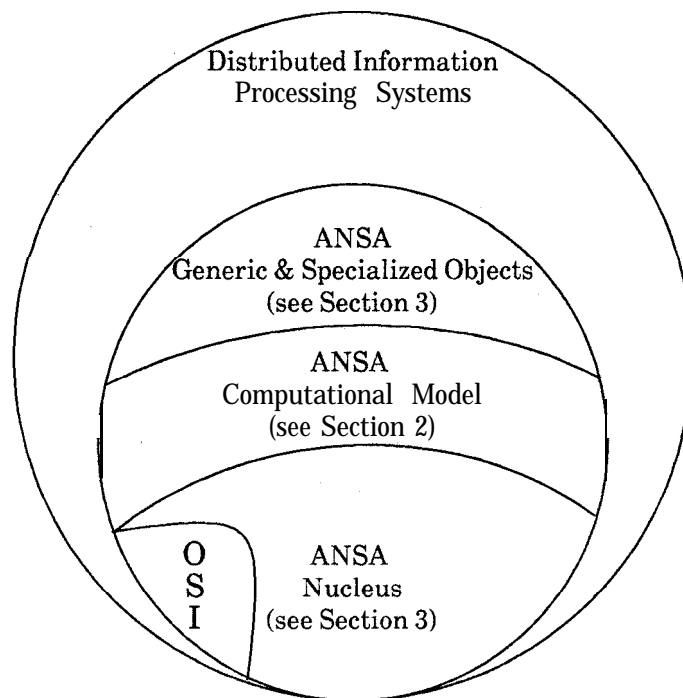 Distributed Information
Processing Systems
ANSA
Generic & Specialized Objects
(see Section 3)
ANSA
Computational Model
(see Section 2)
O
S
I
ANSA
Nucleus
(see Section 3)